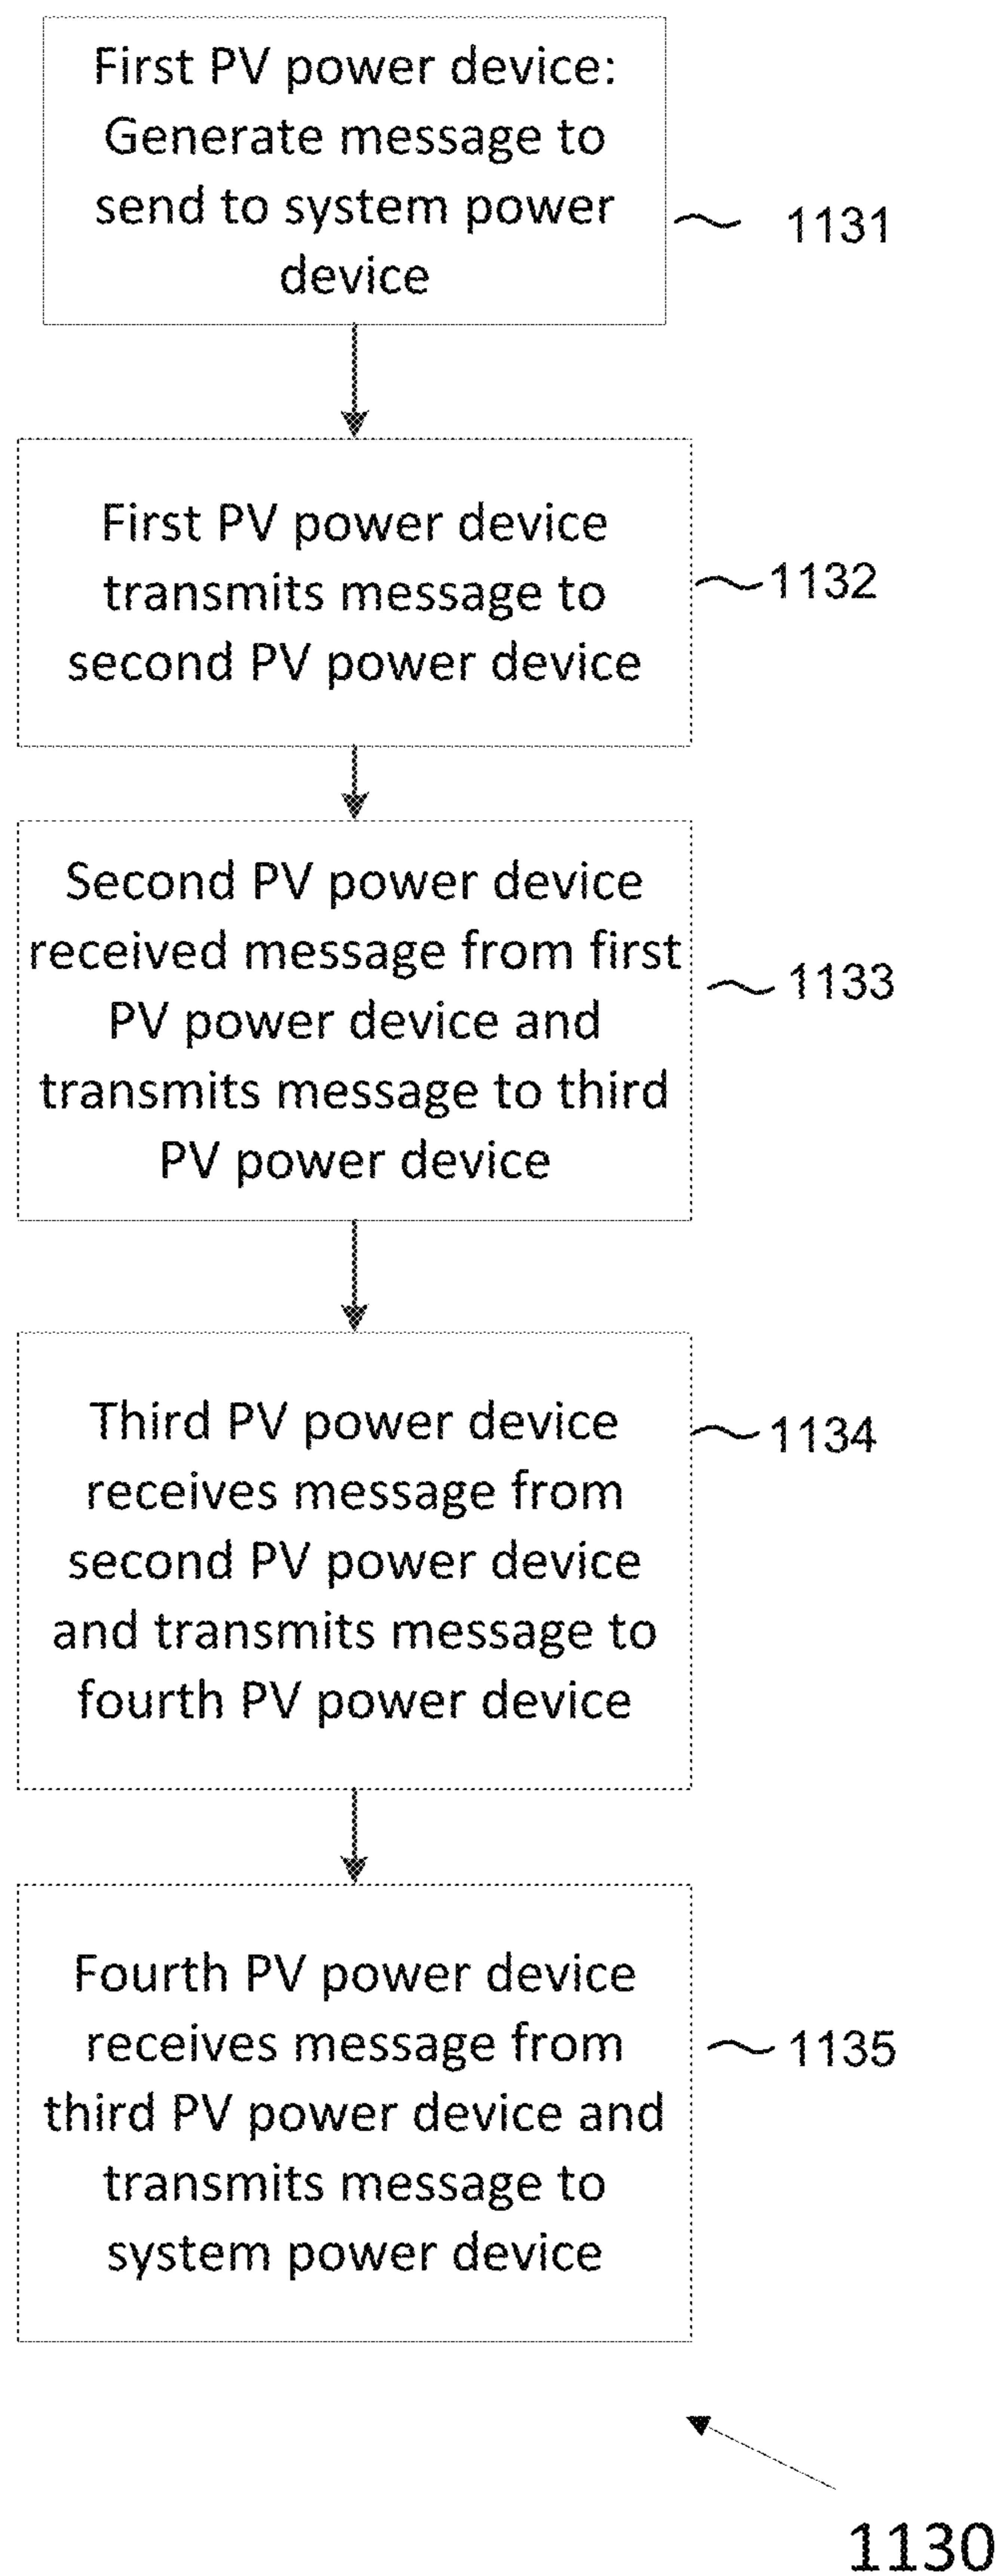 First PV power device:
Generate message to
send to system power
device
1131
First PV power device
transmits message to
second PV power device
1132
Second PV power device
received message from first
PV power device and
transmits message to third
PV power device
1133
Third PV power device
receives message from
second PV power device
and transmits message to
fourth PV power device
1134
Fourth PV power device
receives message from
third PV power device and
transmits message to
system power device
1135
1130